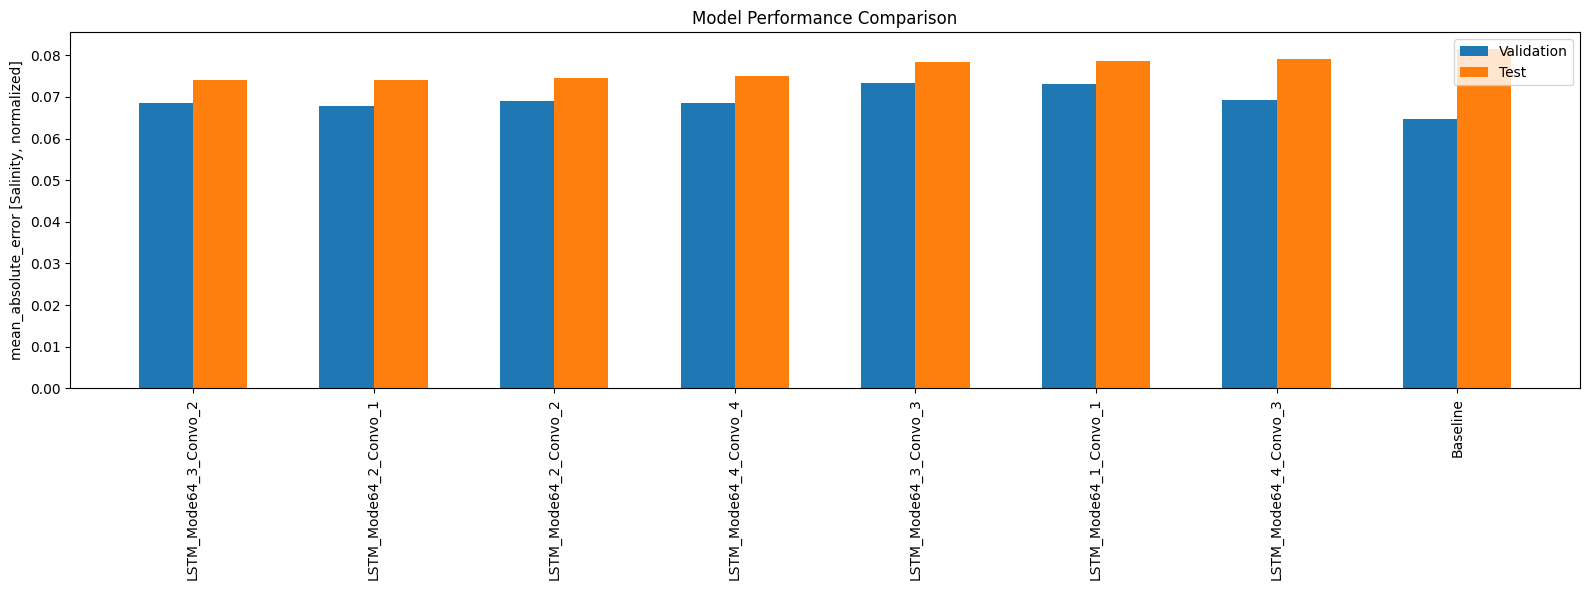 Model Performance Comparison
mean_absolute_error [Salinity, normalized]
0.08
0.07
0.06
0.05
0.04
0.03
0.02
0.01
0.00
Validation
Test
LSTM_Mode64_3_Convo_2
LSTM_Mode64_2_Convo_1
LSTM_Mode64_2_Convo_2
LSTM_Mode64_4_Convo_4
LSTM_Mode64_3_Convo_3
LSTM_Mode64_1_Convo_1
LSTM_Mode64_4_Convo_3
Baseline